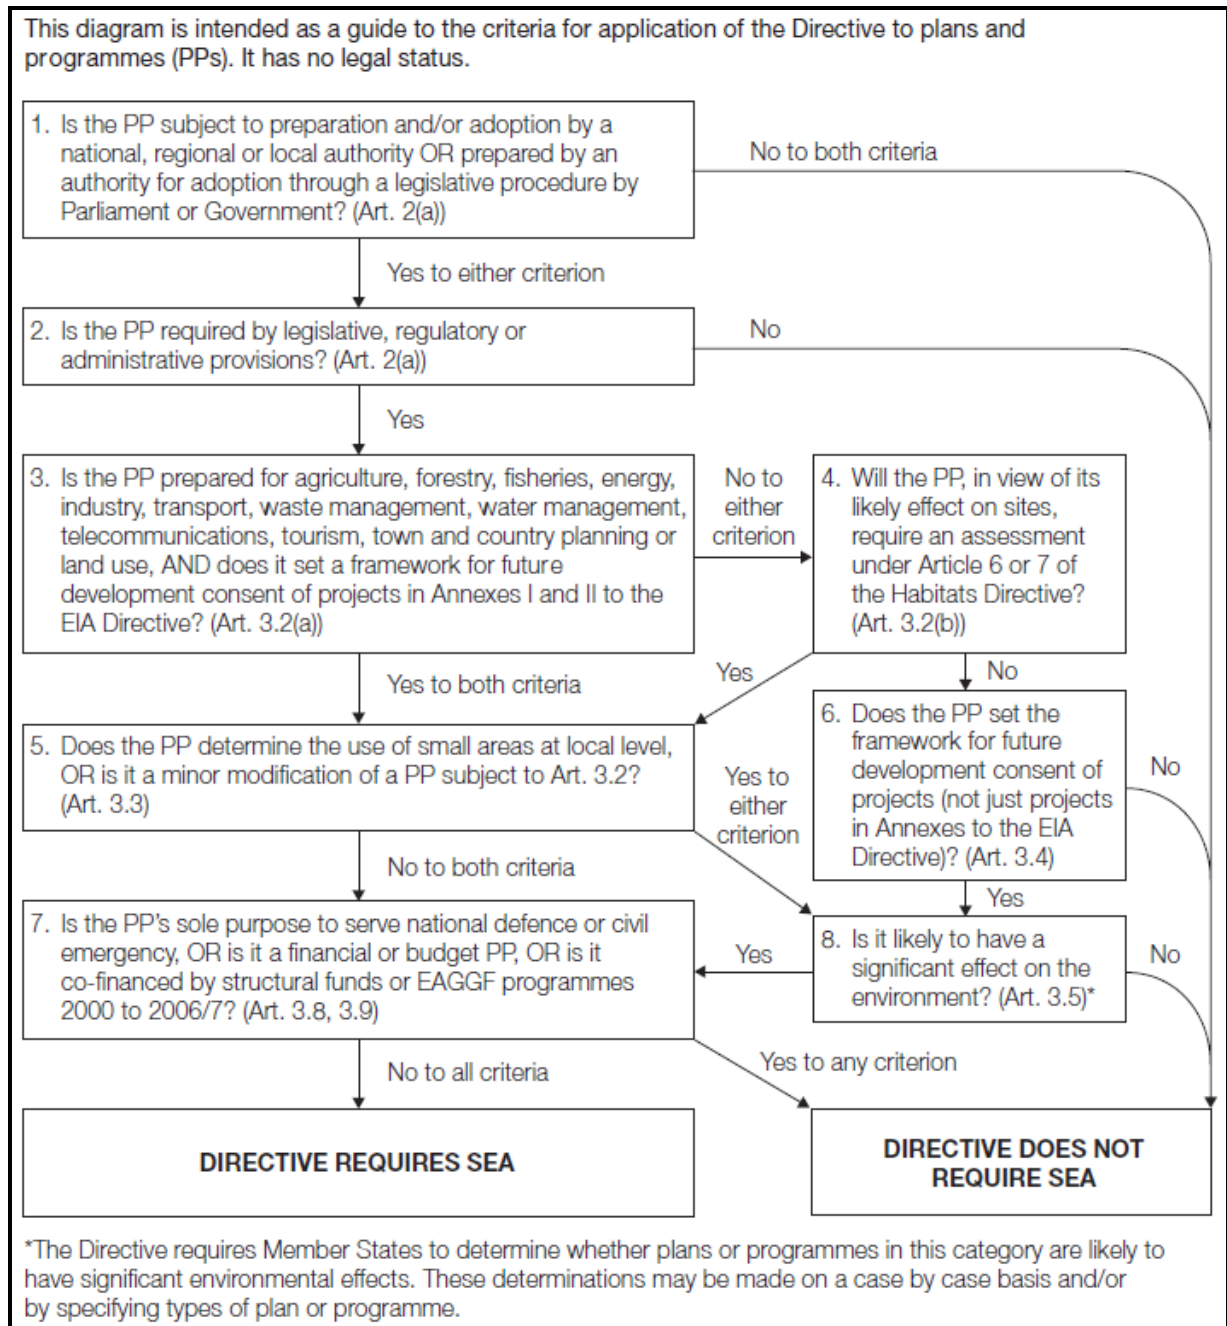 This diagram is intended as a guide to the criteria for application of the Directive to plans and
programmes (PPs). It has no legal status.
1. Is the PP subject to preparation and/or adoption by a
national, regional or local authority OR prepared by an
authority for adoption through a legislative procedure by
Parliament or Government? (Art. 2(a))
No to both criteria
Yes to either criterion
2. Is the PP required by legislative, regulatory or
administrative provisions? (Art. 2(a))
No
Yes
3. Is the PP prepared for agriculture, forestry, fisheries, energy,
industry, transport, waste management, water management,
telecommunications, tourism, town and country planning or
land use, AND does it set a framework for future
development consent of projects in Annexes I and II to the
EIA Directive? (Art. 3.2(a))
No to
either
criterion
4. Will the PP, in view of its
likely effect on sites,
require an assessment
under Article 6 or 7 of
the Habitats Directive?
(Art. 3.2(b))
Yes to both criteria
Yes
No
5. Does the PP determine the use of small areas at local level,
OR is it a minor modification of a PP subject to Art. 3.2?
(Art. 3.3)
Yes to
either
criterion
6. Does the PP set the
framework for future
development consent of
projects (not just projects
in Annexes to the EIA
Directive)? (Art. 3.4)
No
No to both criteria
Yes
7. Is the PP's sole purpose to serve national defence or civil
emergency, OR is it a financial or budget PP, OR is it
co-financed by structural funds or EAGGF programmes
2000 to 2006/7? (Art. 3.8, 3.9)
Yes
8. Is it likely to have a
significant effect on the
environment? (Art. 3.5)*
No
No to all criteria
Yes to any criterion
DIRECTIVE REQUIRES SEA
DIRECTIVE DOES NOT
REQUIRE SEA
*The Directive requires Member States to determine whether plans or programmes in this category are likely to
have significant environmental effects. These determinations may be made on a case by case basis and/or
by specifying types of plan or programme.